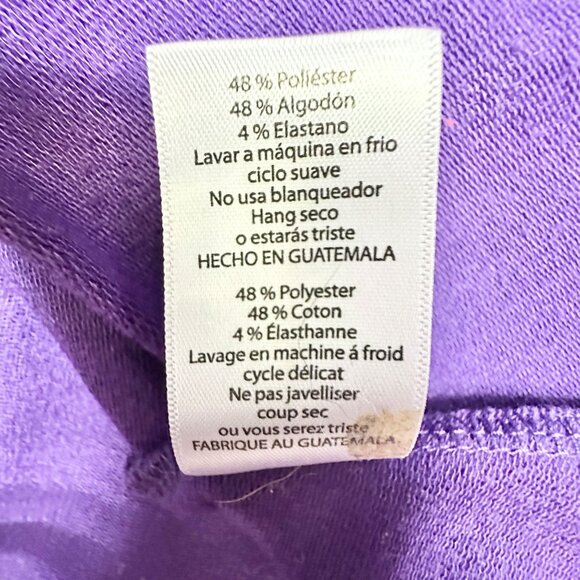 48 % Poliéster
48 % Algodón
4 % Elastano
Lavar a máquina en frio
ciclo suave
No usa blanqueador
Hang seco
o estarás triste
HECHO EN GUATEMALA
48 % Polyester
48 % Coton
4 % Élasthanne
Lavage en machine á froid
cycle délicat
Ne pas javelliser
coup sec
ou vous serez triste
FABRIQUE AU GUATEMALA